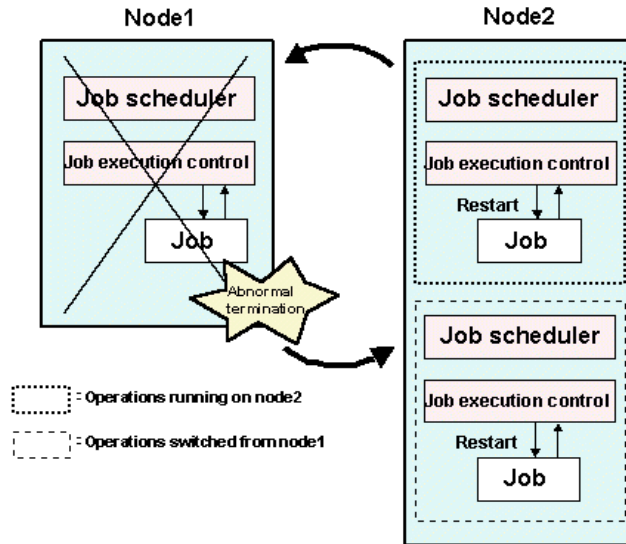 Node1
Node2
Job scheduler
Job execution control
Job
Abnormal
termination
Job scheduler
Job execution control
Restart
Job
Job scheduler
Job execution control
Restart
Job
: Operations running on node2
: Operations switched from node1